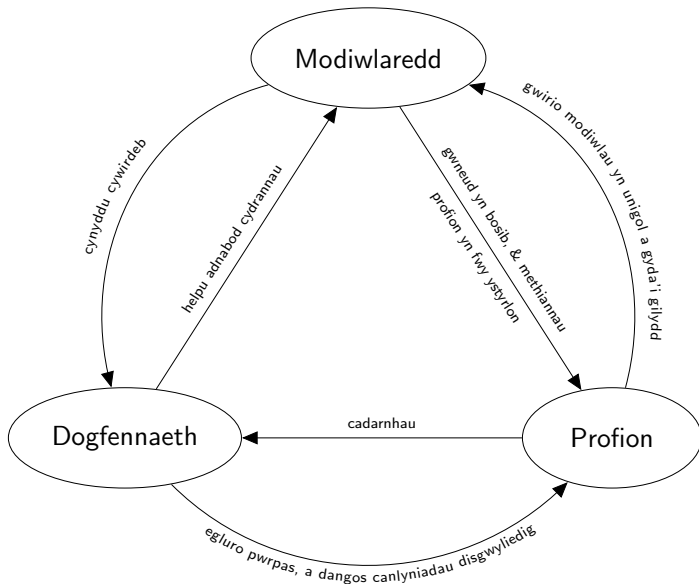 Modiwlaredd
cynyddu cywirdeb
helpu adnabod cydrannau
gwneud yn bosib, & methiannau
profion yn fwy ystyrlon
gwirio modiwlau yn unigol a gyda'i gilydd
Dogfennaeth
cadarnhau
Profion
egluro pwrpas, a dangos canlyniadau disgwyliedig